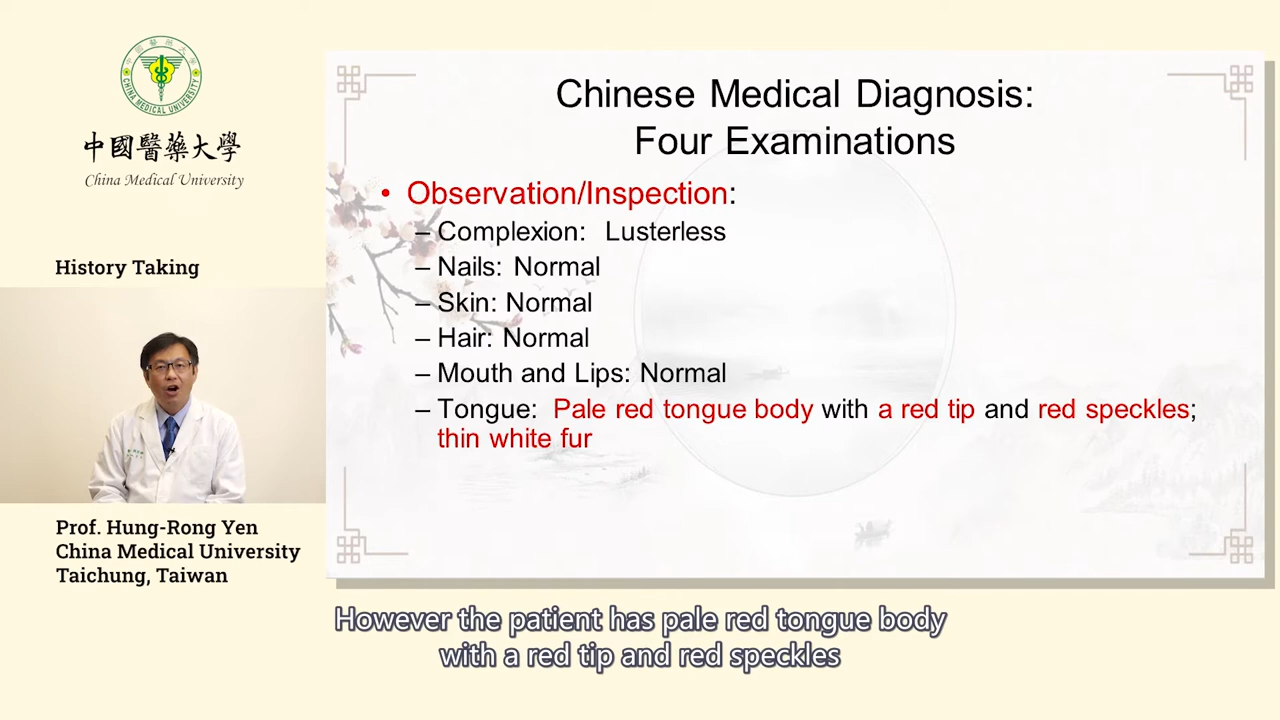 CHINA MEDICAL UNIVERSITY
中國醫藥大學
China Medical University
History Taking
Prof. Hung-Rong Yen
China Medical University
Taichung, Taiwan
Chinese Medical Diagnosis:
Four Examinations
• Observation/Inspection:
– Complexion: Lusterless
– Nails: Normal
– Skin: Normal
– Hair: Normal
– Mouth and Lips: Normal
– Tongue: Pale red tongue body with a red tip and red speckles;
thin white fur
However the patient has pale red tongue body
with a red tip and red speckles